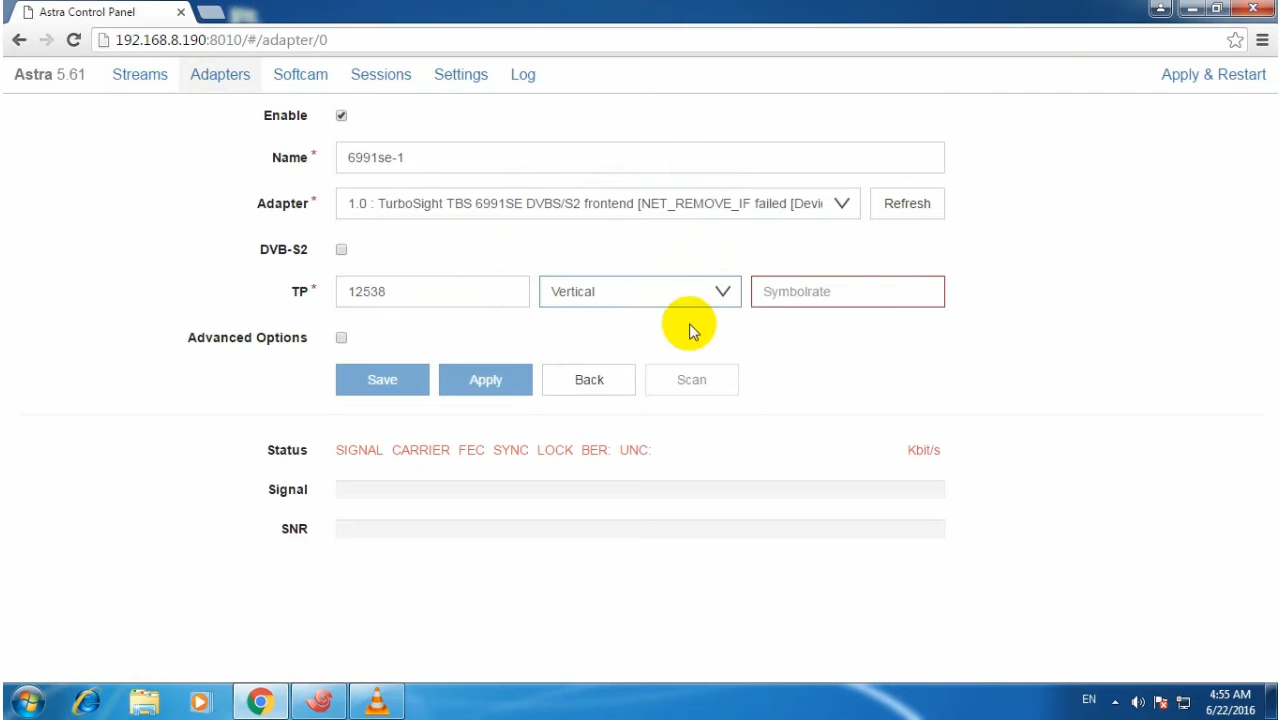 Astra Control Panel
192.168.8.190:8010/#/adapter/0
Astra 5.61 Streams Adapters Softcam Sessions Settings Log Apply & Restart
Enable
Name * 6991se-1
Adapter * 1.0 : TurboSight TBS 6991SE DVBS/S2 frontend [NET_REMOVE_IF failed [Devi Refresh
DVB-S2
TP * 12538 Vertical Symbolrate
Advanced Options
Save Apply Back Scan
Status SIGNAL CARRIER FEC SYNC LOCK BER: UNC: Kbit/s
Signal
SNR
EN 4:55 AM
6/22/2016